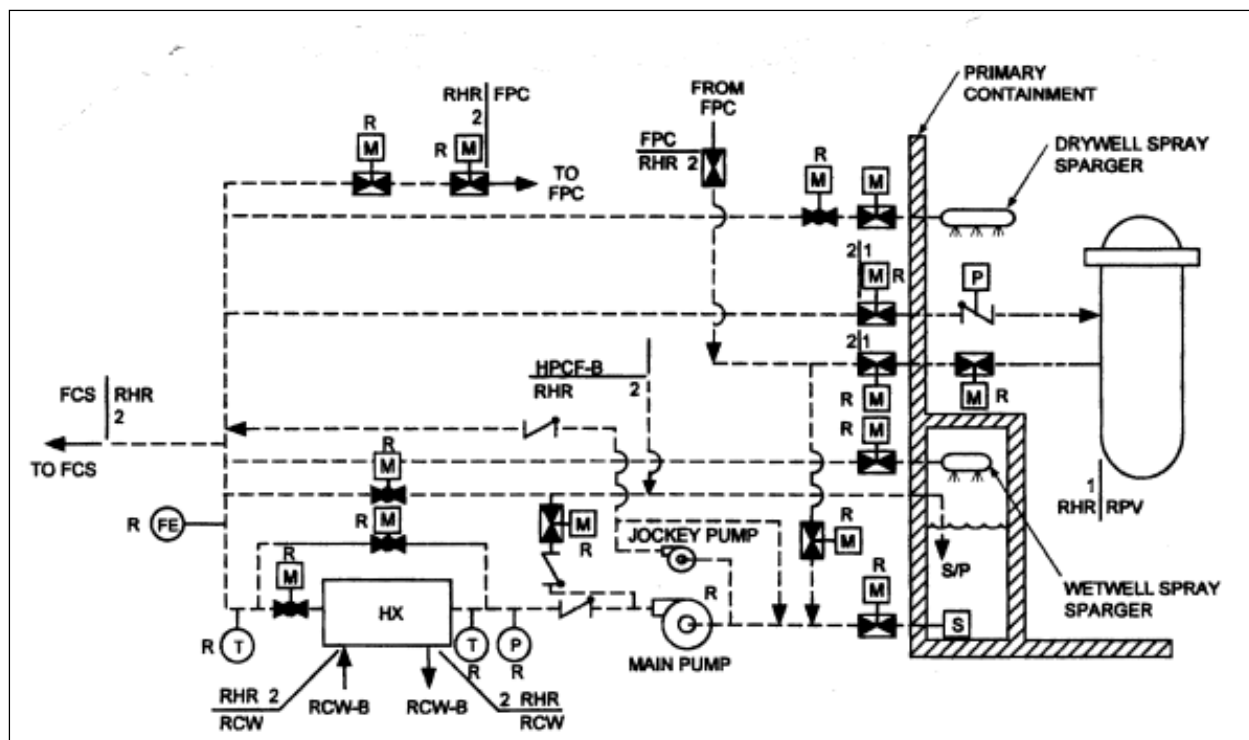 PRIMARY
CONTAINMENT
DRYWELL SPRAY
SPARGER
FROM
FPC
RHR FPC
2
R
M
R M
TO
FPC
FPC
RHR 2
R
M
M
2 1
M R
P
2 1
M
R M
R
R M
HPCF-B
RHR 2
FCS RHR
2
TO FCS
R
M
R M
R FE
R
M
M
R
JOCKEY PUMP
R
M
R
M
S/P
1
RHR RPV
WETWELL SPRAY
SPARGER
HX
R
MAIN PUMP
S
R T
T
R
P
R
RHR 2
RCW
RCW-B
RCW-B
2 RHR
RCW